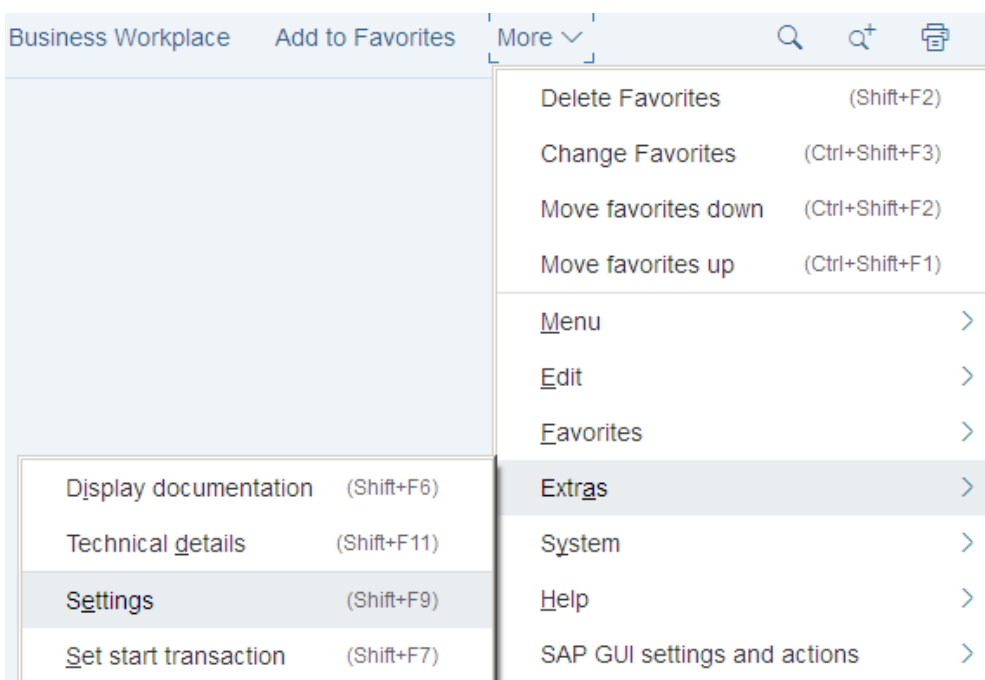 Business Workplace Add to Favorites More
Delete Favorites (Shift+F2)
Change Favorites (Ctrl+Shift+F3)
Move favorites down (Ctrl+Shift+F2)
Move favorites up (Ctrl+Shift+F1)
Menu
Edit
Favorites
Extras
System
Help
SAP GUI settings and actions
Display documentation (Shift+F6)
Technical details (Shift+F11)
Settings (Shift+F9)
Set start transaction (Shift+F7)